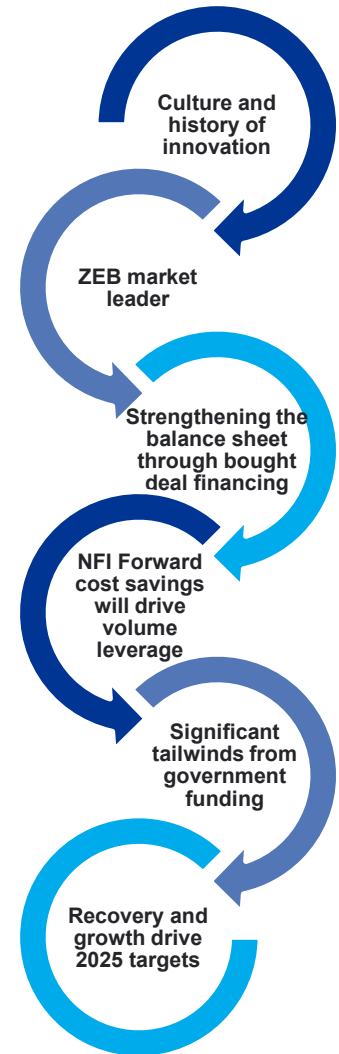 Culture and
history of
innovation
ZEB market
leader
Strengthening the
balance sheet
through bought
deal financing
NFI Forward
cost savings
will drive
volume
leverage
Significant
tailwinds from
government
funding
Recovery and
growth drive
2025 targets